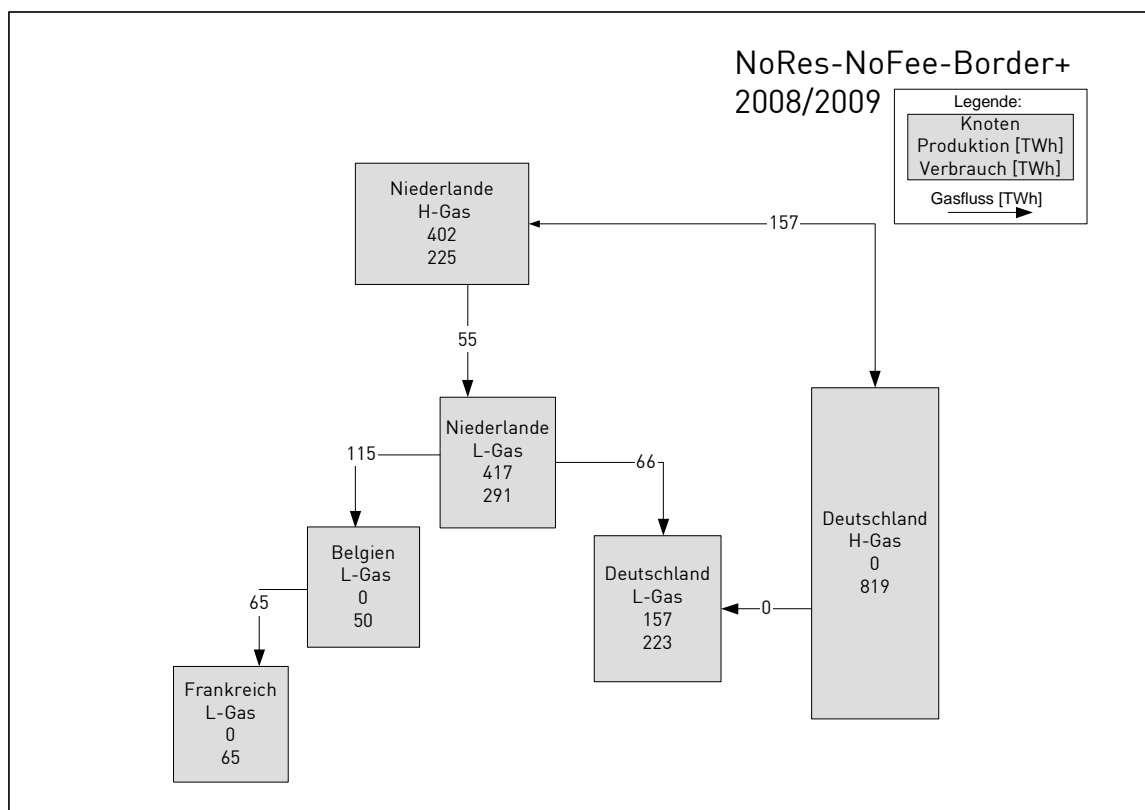 NoRes-NoFee-Border+
2008/2009
Legende:
Knoten
Produktion [TWh]
Verbrauch [TWh]
Gasfluss [TWh]
Niederlande
H-Gas
402
225
157
55
Niederlande
L-Gas
417
291
115
66
Deutschland
H-Gas
0
819
Belgien
L-Gas
0
50
Deutschland
L-Gas
157
223
0
65
Frankreich
L-Gas
0
65